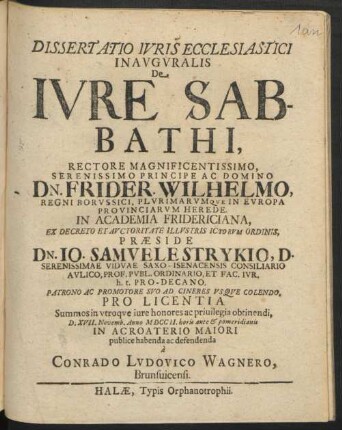 DISSERTATIO IVRIS ECCLESIASTICI
INAVGVRALIS
De
IVRE SAB-
BATHI,
RECTORE MAGNIFICENTISSIMO,
SERENISSIMO PRINCIPE AC DOMINO
DN. FRIDER. WILHELMO,
REGNI BORVSSICI, PLVRIMARVMQue IN EVROPA
PROVINCIARVM HEREDE.
IN ACADEMIA FRIDERICIANA,
EX DECRETO ET AVCTORITATE ILLVSTRIS ICTORVM ORDINIS,
PRÆSIDE
DN. IO. SAMVELE STRYKIO, D.
SERENISSIMAE VIDVAE SAXO-ISENACENSIS CONSILIARIO
AVLICO, PROF. PVBL. ORDINARIO, ET FAC. IVR.
h. t. PRO-DECANO.
PATRONO AC PROMOTORE SVO AD CINERES VSQVE COLENDO,
PRO LICENTIA
Summos in vtroqve iure honores ac priuilegia obtinendi,
D. XVII. Novemb. Anno MDCCII. horis ante & pomeridianis
IN ACROATERIO MAIORI
publice habenda ac defendenda
à
CONRADO LVDOVICO WAGNERO,
Brunsuicensi.
HALÆ, Typis Orphanotrophii.